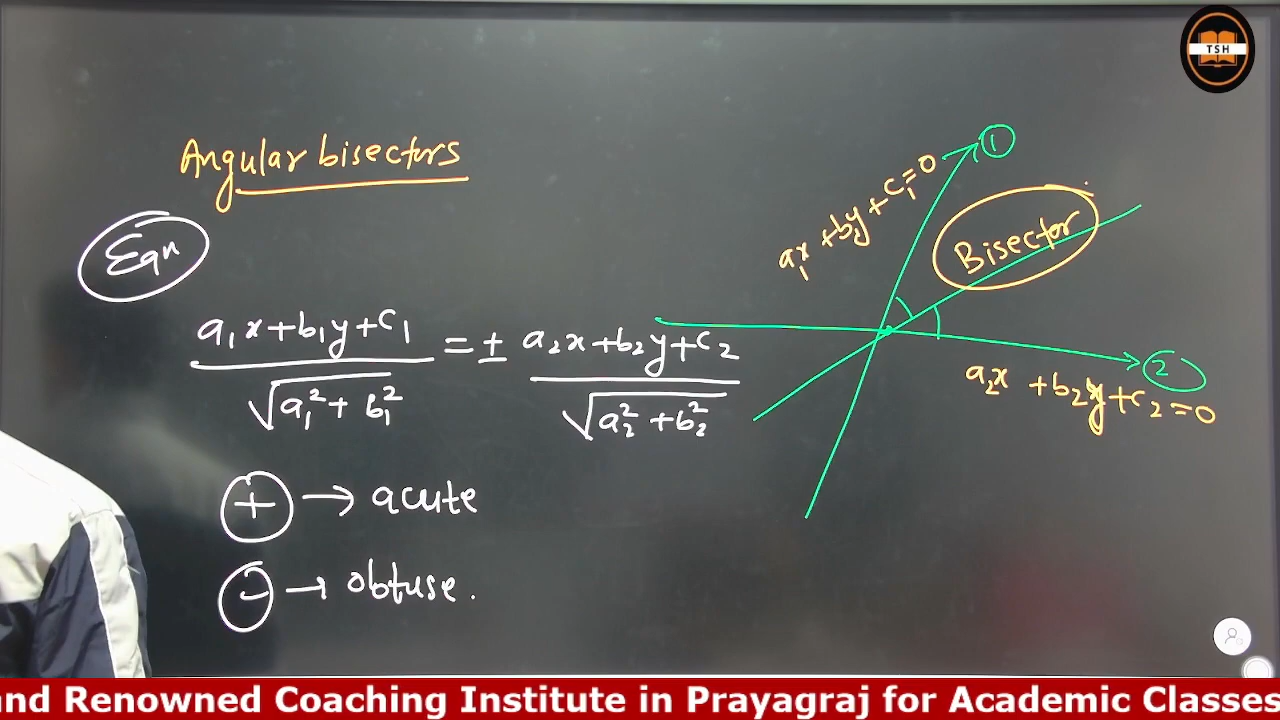 TSH
Angular bisectors
Eqn
a₁x+b₁y+c₁ / √a₁²+b₁² = ± a₂x+b₂y+c₂ / √a₂²+b₂²
+ → acute
- → obtuse.
①
a₁x+b₁y+c₁=0
Bisector
②
a₂x+b₂y+c₂=0
and Renowned Coaching Institute in Prayagraj for Academic Classes